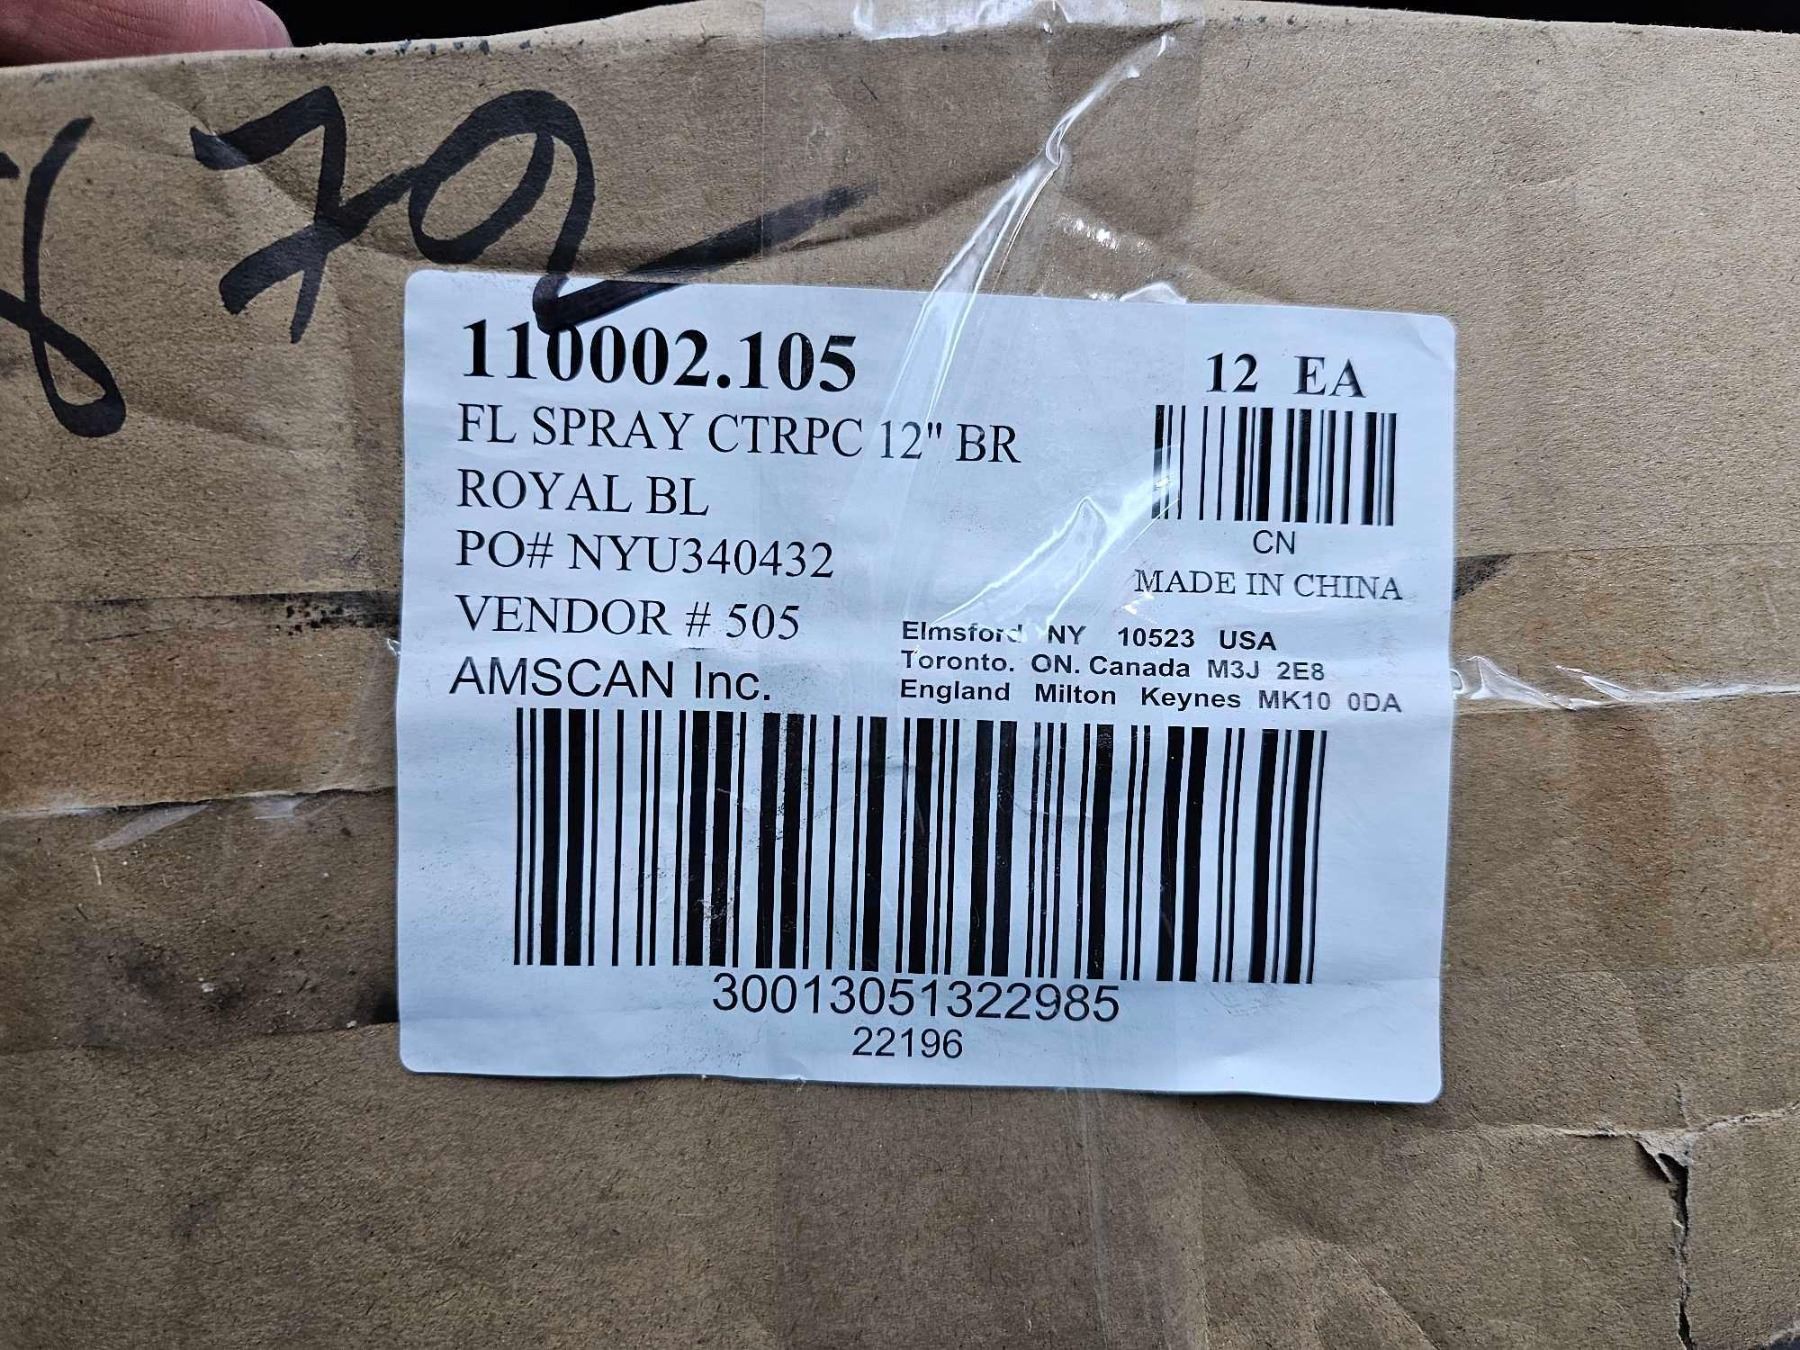 870
110002.105
12 EA
FL SPRAY CTRPC 12" BR
ROYAL BL
CN
PO# NYU340432
MADE IN CHINA
VENDOR # 505
Elmsford NY 10523 USA
Toronto. ON. Canada M3J 2E8
AMSCAN Inc.
England Milton Keynes MK10 0DA
30013051322985
22196